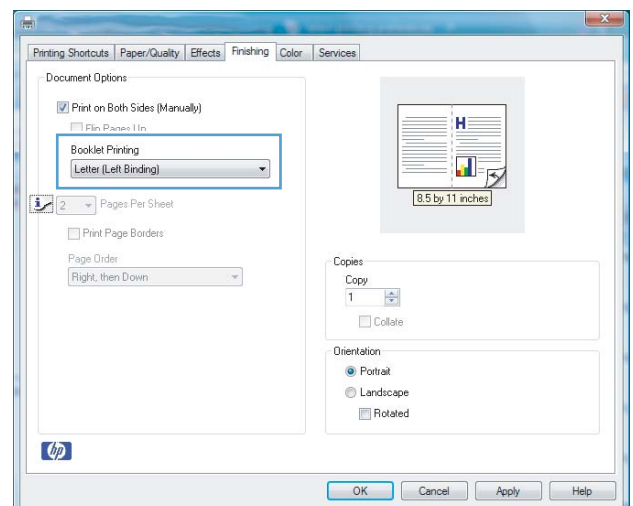 Printing Shortcuts Paper/Quality Effects Finishing Color Services
Document Options
Print on Both Sides (Manually)
Flip Pages Up
Booklet Printing
Letter (Left Binding)
2 Pages Per Sheet
Print Page Borders
Page Order
Right, then Down
H
8.5 by 11 inches
Copies
Copy
1
Collate
Orientation
Portrait
Landscape
Rotated
hp
OK Cancel Apply Help